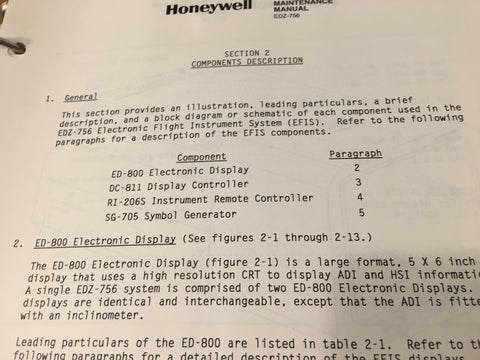 Honeywell
MAINTENANCE
MANUAL
EDZ-756
SECTION 2
COMPONENTS DESCRIPTION
1. General
This section provides an illustration, leading particulars, a brief
description, and a block diagram or schematic of each component used in the
EDZ-756 Electronic Flight Instrument System (EFIS). Refer to the following
paragraphs for a description of the EFIS components.
Component Paragraph
ED-800 Electronic Display 2
DC-811 Display Controller 3
RI-206S Instrument Remote Controller 4
SG-705 Symbol Generator 5
2. ED-800 Electronic Display (See figures 2-1 through 2-13.)
The ED-800 Electronic Display (figure 2-1) is a large format, 5 X 6 inch
display that uses a high resolution CRT to display ADI and HSI informati
A single EDZ-756 system is comprised of two ED-800 Electronic Displays.
displays are identical and interchangeable, except that the ADI is fitte
with an inclinometer.
Leading particulars of the ED-800 are listed in table 2-1. Refer to th
following paragraphs for a detailed description of the EFIS displays